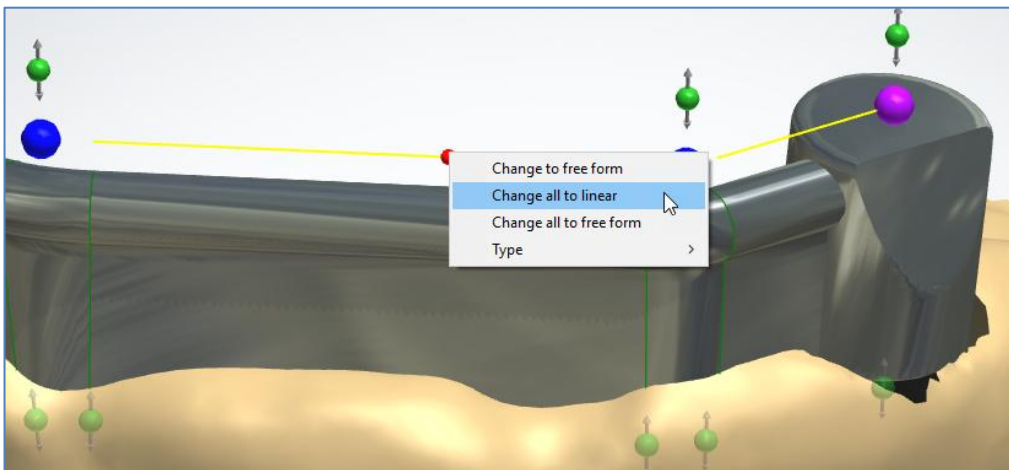 Change to free form
Change all to linear
Change all to free form
Type